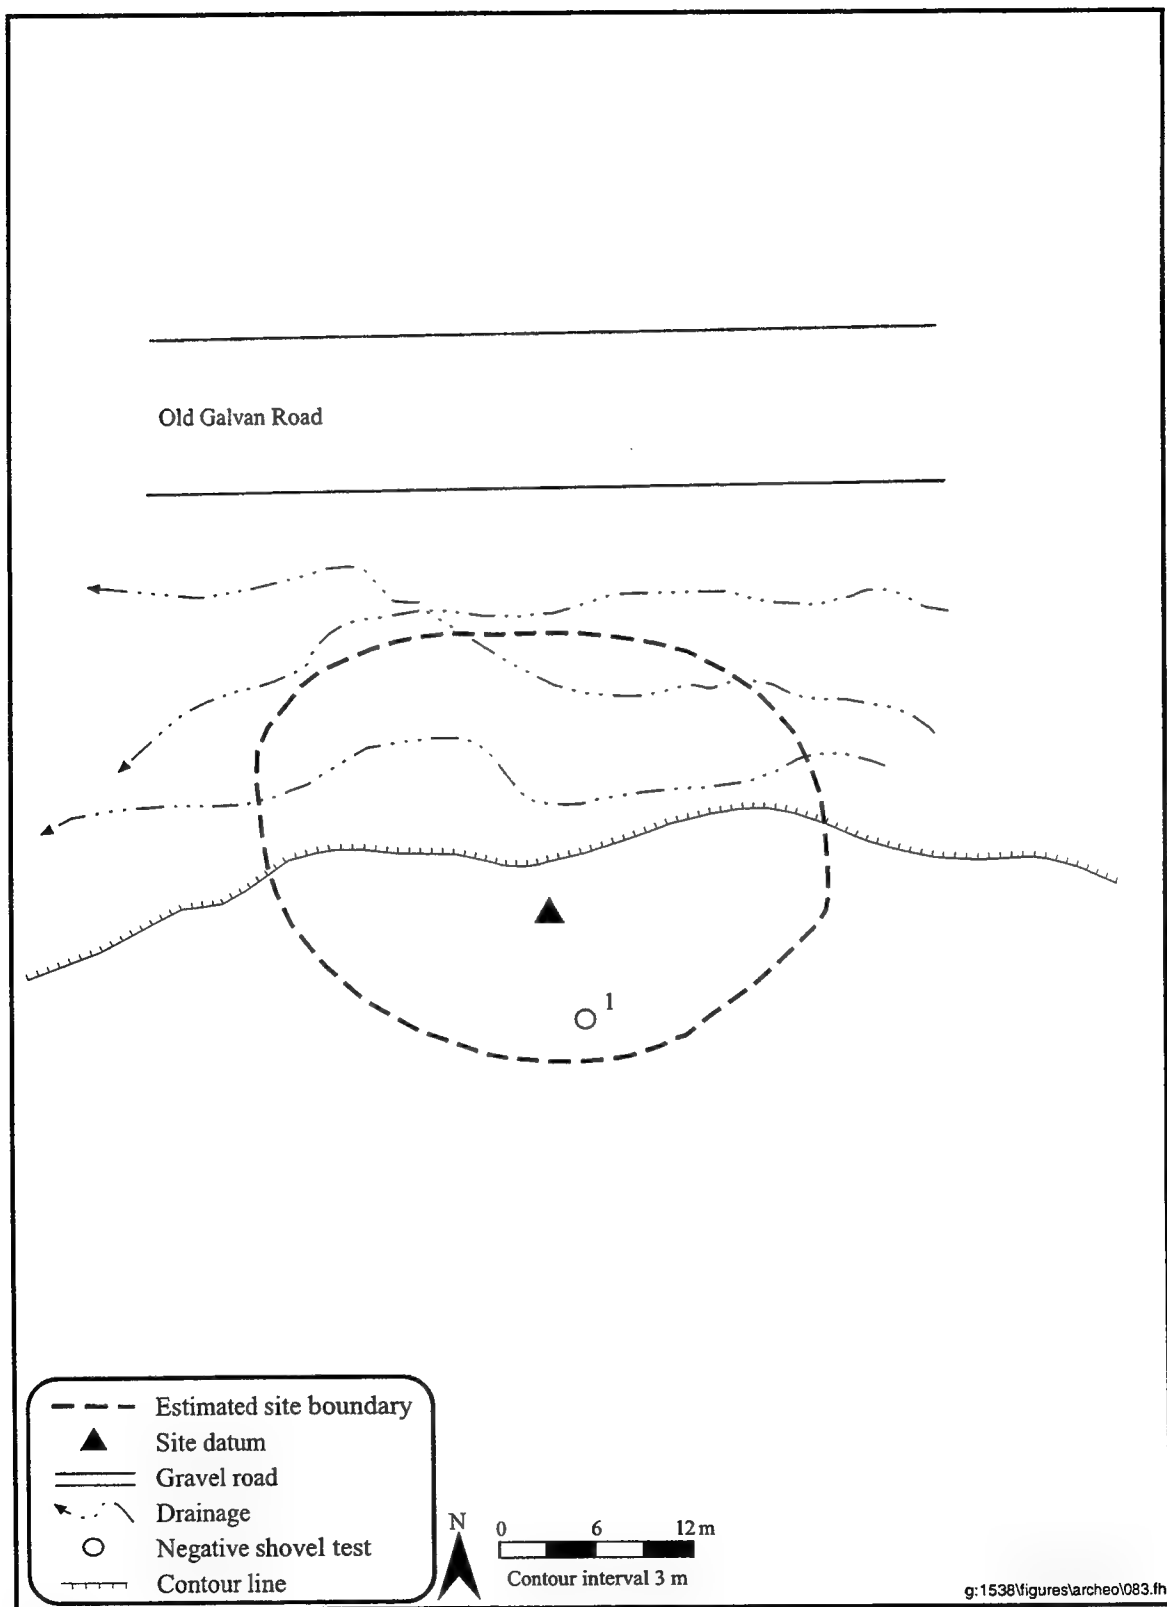 Old Galvan Road
1
Estimated site boundary
Site datum
Gravel road
Drainage
Negative shovel test
Contour line
N
0 6 12 m
Contour interval 3 m
g:1538\figures\archeo\083.fh